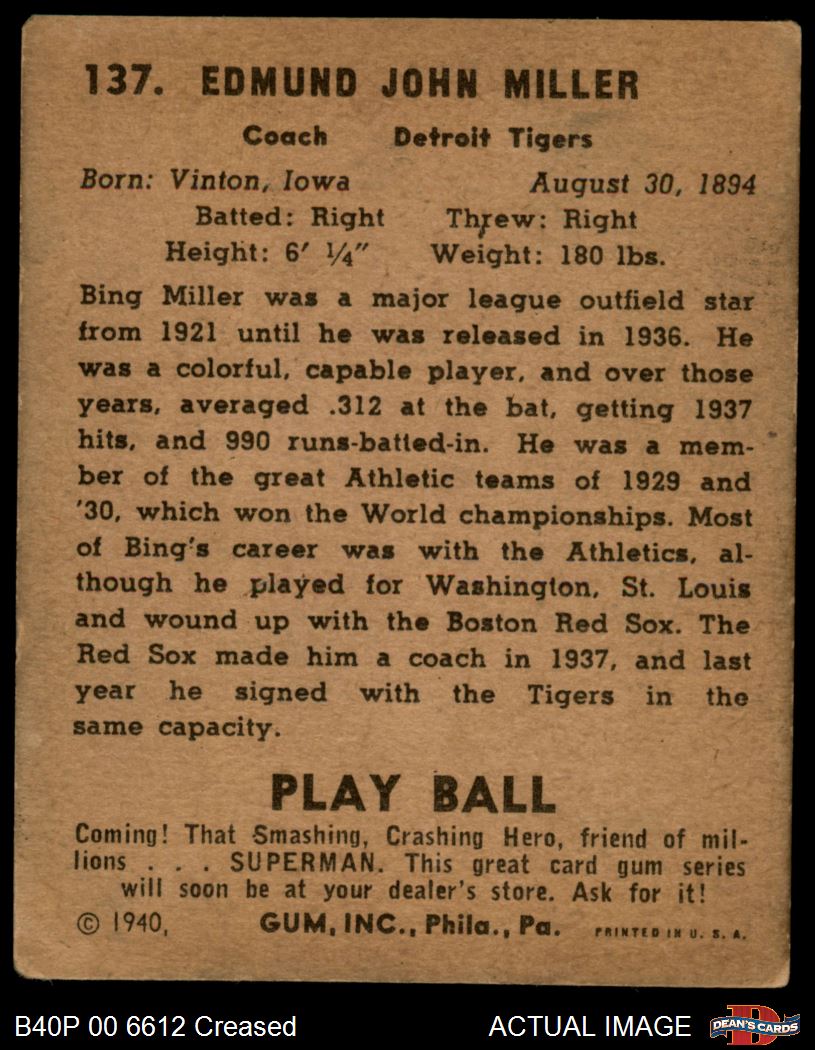 137. EDMUND JOHN MILLER
Coach Detroit Tigers
Born: Vinton, Iowa August 30, 1894
Batted: Right Threw: Right
Height: 6′ 1/4″ Weight: 180 lbs.
Bing Miller was a major league outfield star
from 1921 until he was released in 1936. He
was a colorful, capable player, and over those
years, averaged .312 at the bat, getting 1937
hits, and 990 runs-batted-in. He was a mem-
ber of the great Athletic teams of 1929 and
'30, which won the World championships. Most
of Bing's career was with the Athletics, al-
though he played for Washington, St. Louis
and wound up with the Boston Red Sox. The
Red Sox made him a coach in 1937, and last
year he signed with the Tigers in the
same capacity.
PLAY BALL
Coming! That Smashing, Crashing Hero, friend of mil-
lions . . . SUPERMAN. This great card gum series
will soon be at your dealer's store. Ask for it!
© 1940, GUM, INC., Phila., Pa. PRINTED IN U. S. A.
B40P 00 6612 Creased ACTUAL IMAGE DEAN'S CARDS